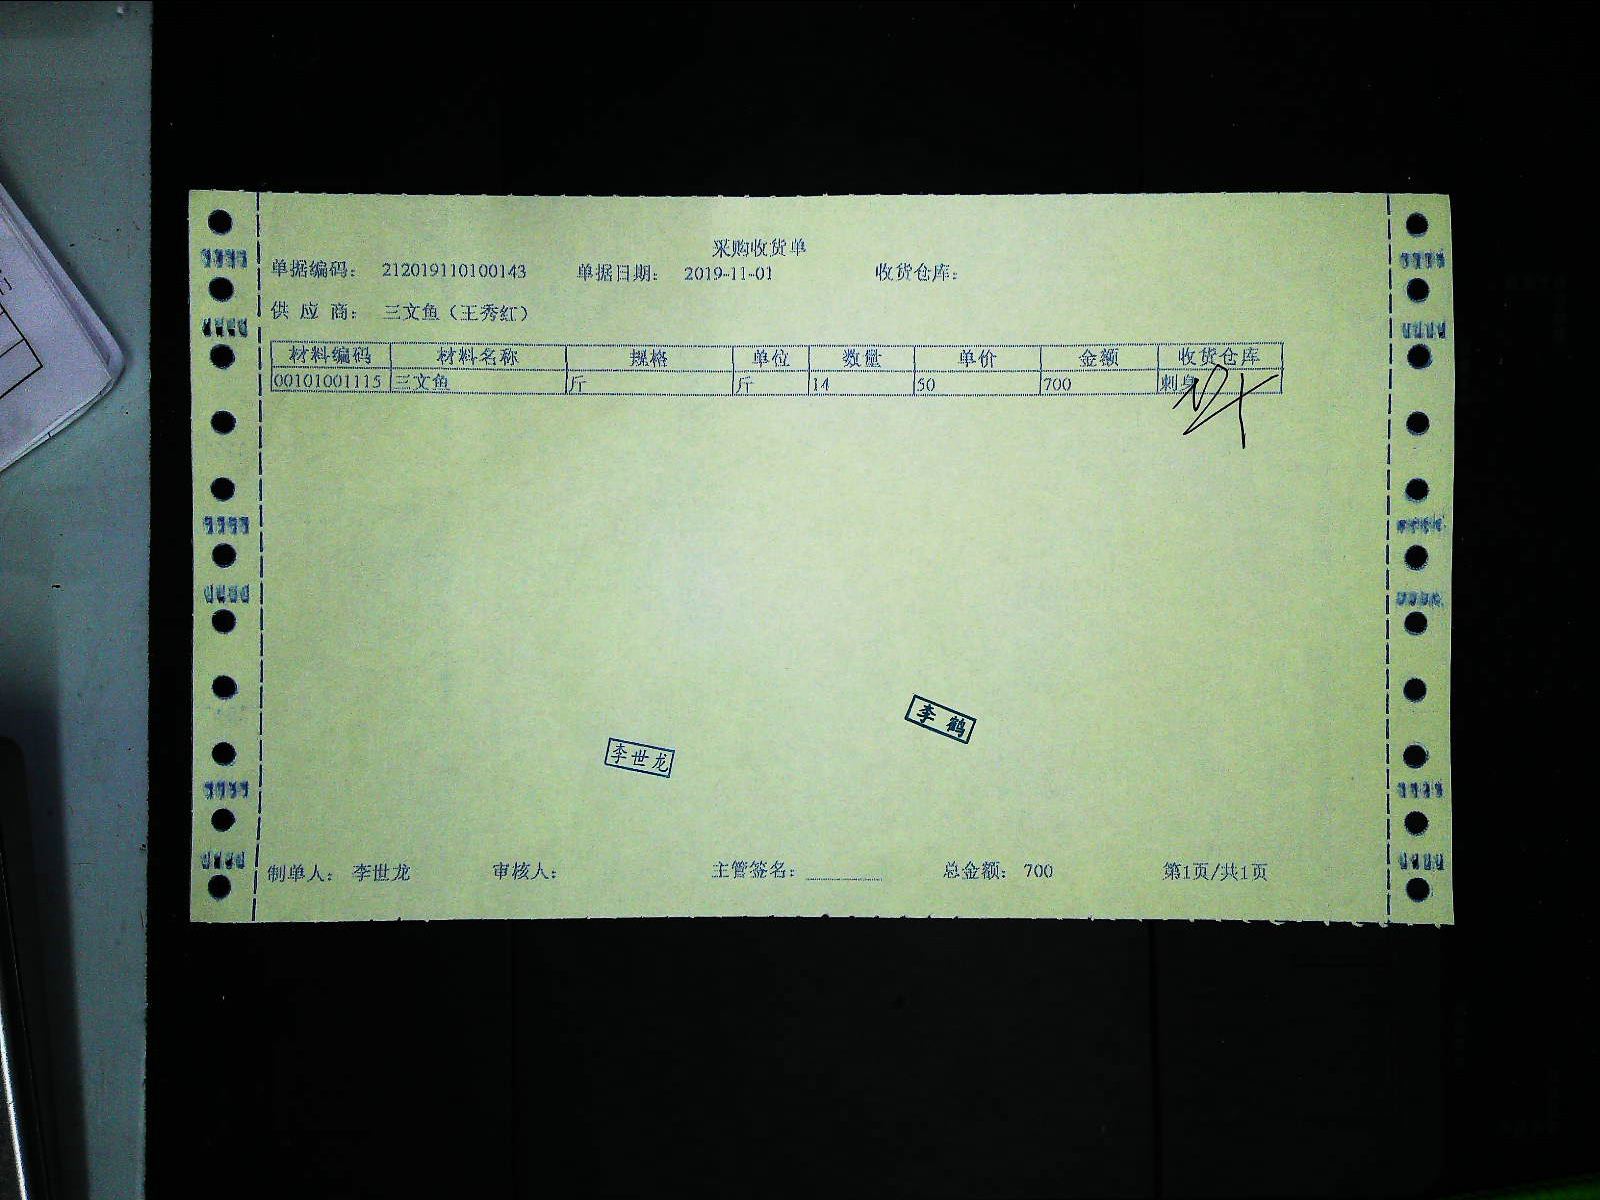 采购收货单
单据编码： 212019110100143 单据日期： 2019-11-01 收货仓库：
供 应 商： 三文鱼（王秀红）
材料编码 材料名称 规格 单位 数量 单价 金额 收货仓库
00101001115 三文鱼 斤 斤 14 50 700 刺身
李鹤
李世龙
制单人： 李世龙 审核人： 主管签名： 总金额： 700 第1页/共1页